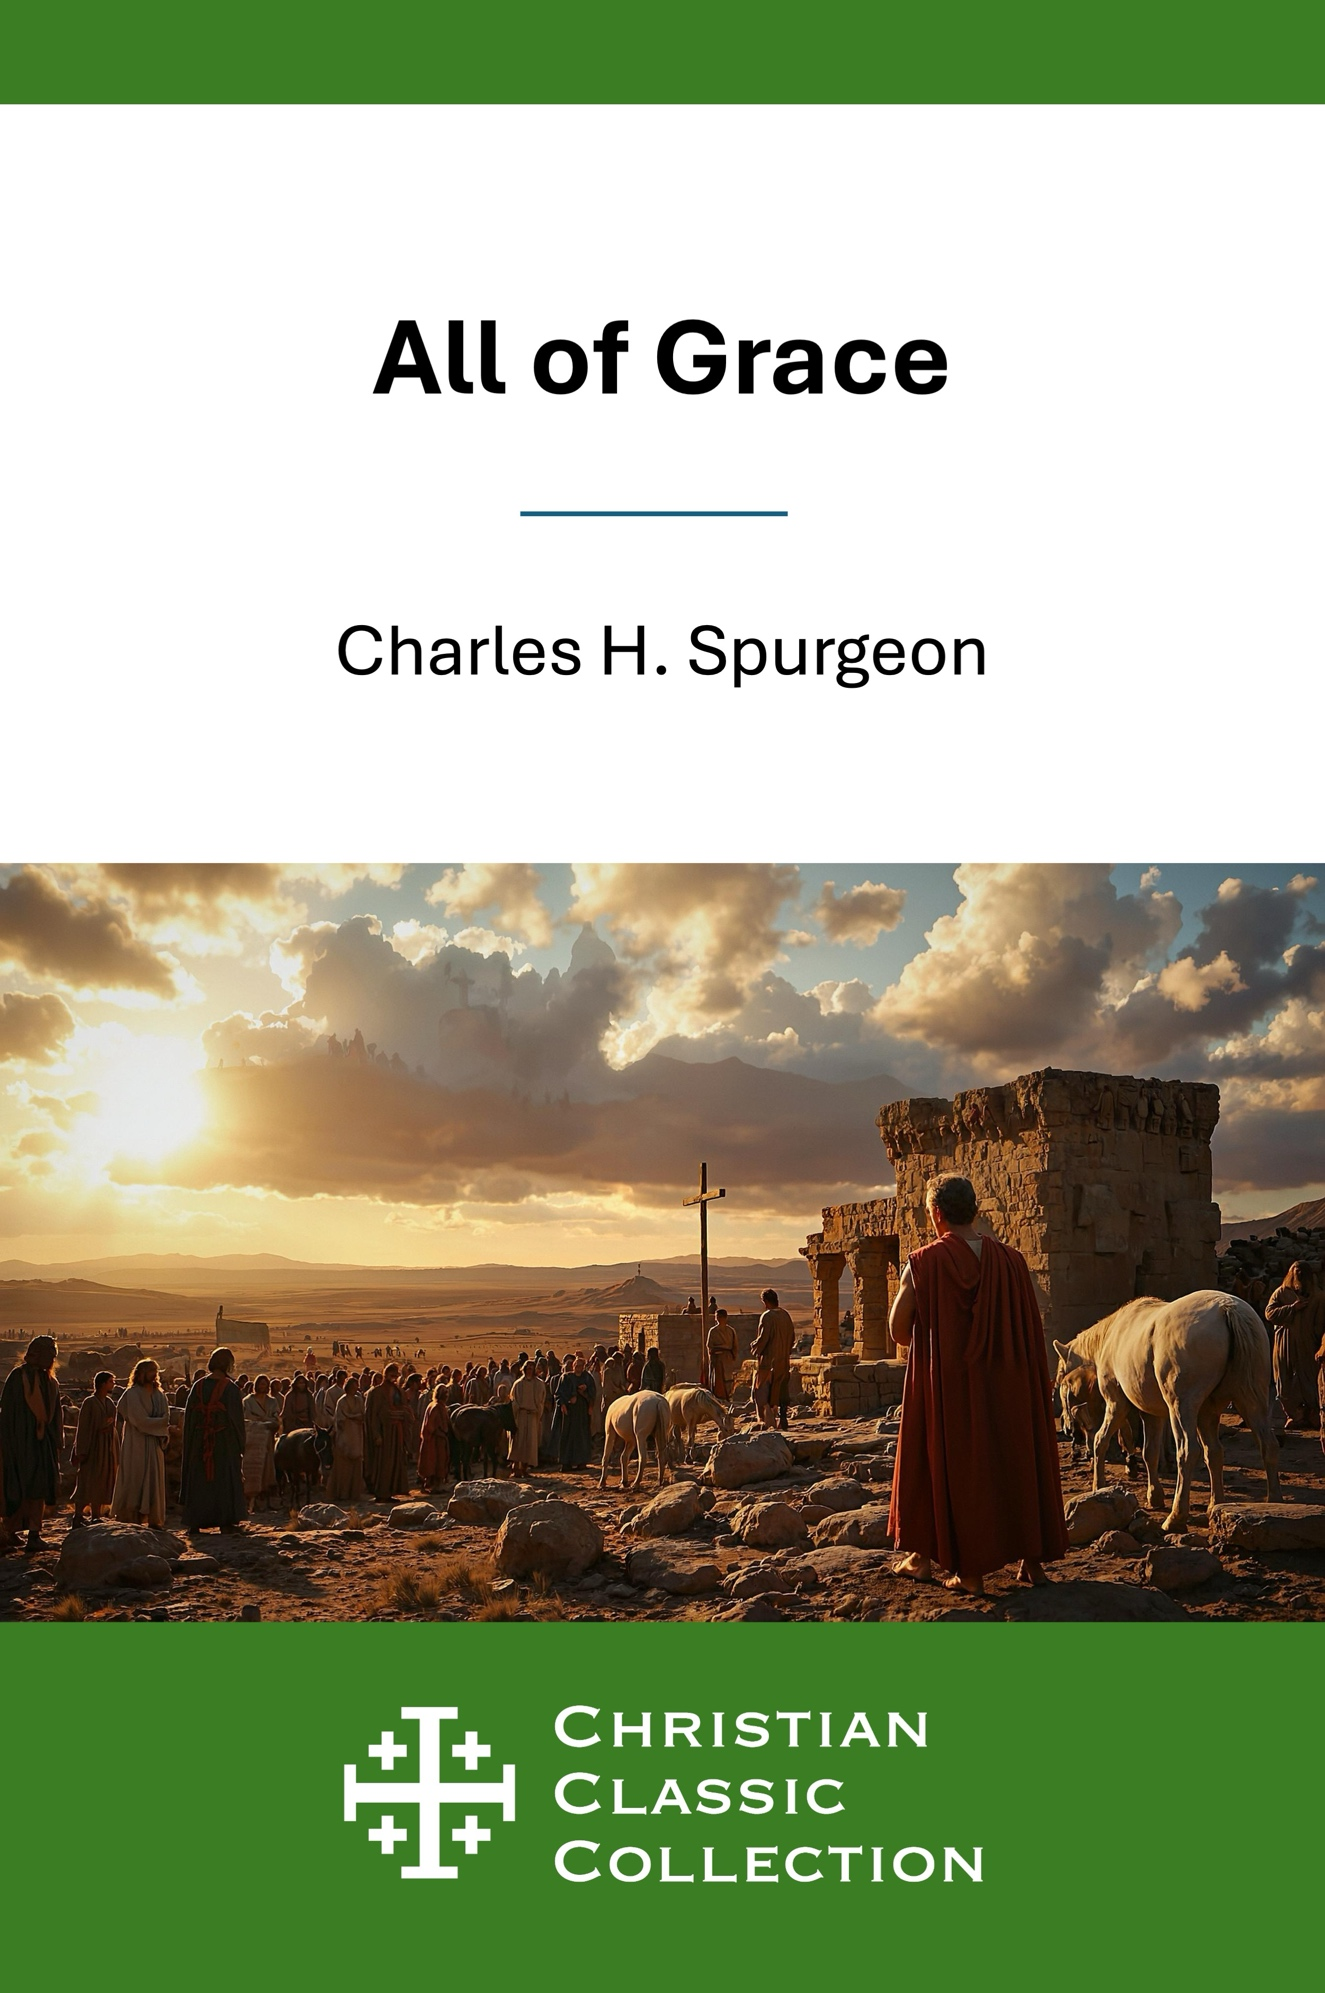 All of Grace
Charles H. Spurgeon
Christian
Classic
Collection